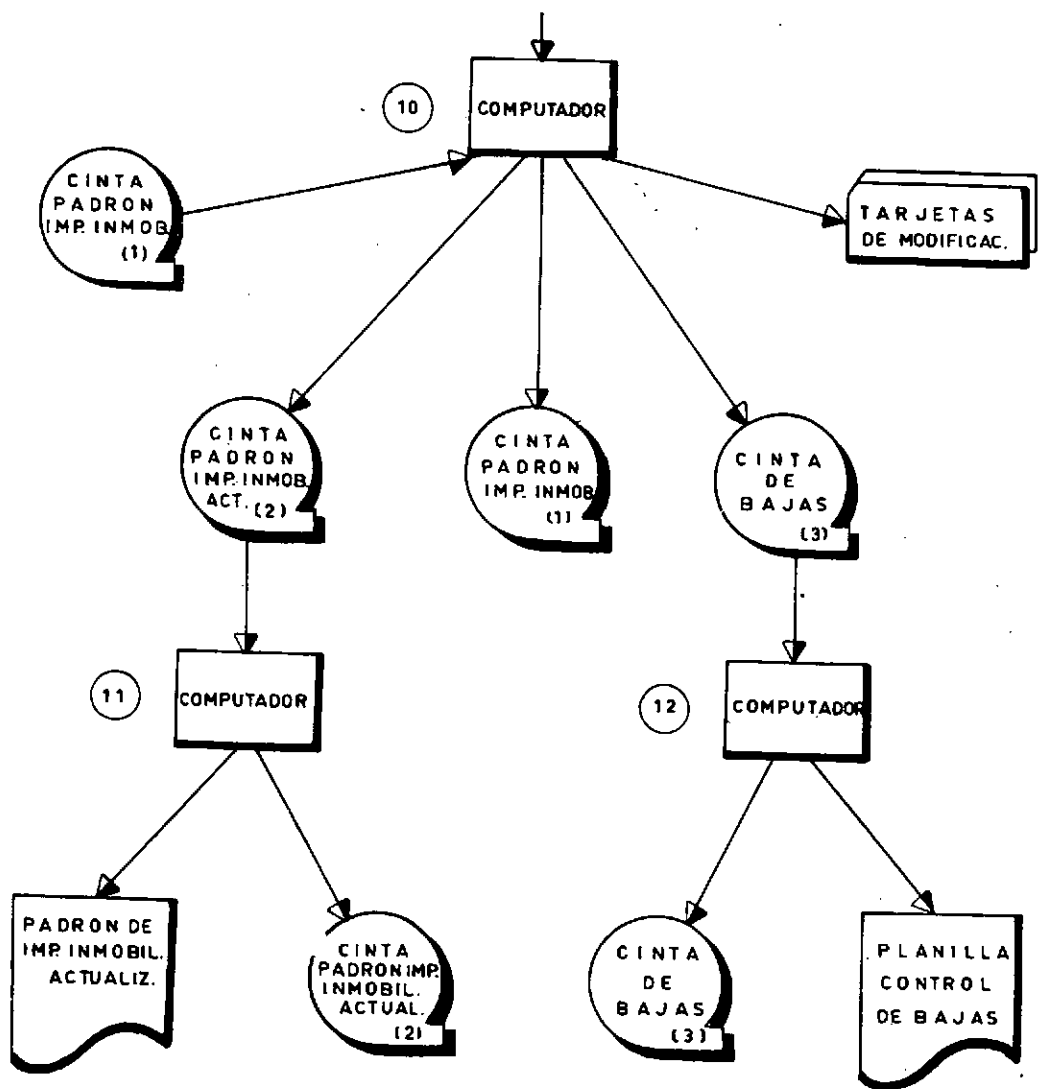 10
COMPUTADOR
CINTA
PADRON
IMP. INMOB.
(1)
TARJETAS
DE MODIFICAC.
CINTA
PADRON
IMP. INMOB.
ACT. (2)
CINTA
PADRON
IMP. INMOB
(1)
CINTA
DE
BAJAS
(3)
11
COMPUTADOR
12
COMPUTADOR
PADRON DE
IMP. INMOBIL.
ACTUALIZ.
CINTA
PADRON IMP.
INMOBIL.
ACTUAL.
(2)
CINTA
DE
BAJAS
(3)
PLANILLA
CONTROL
DE BAJAS